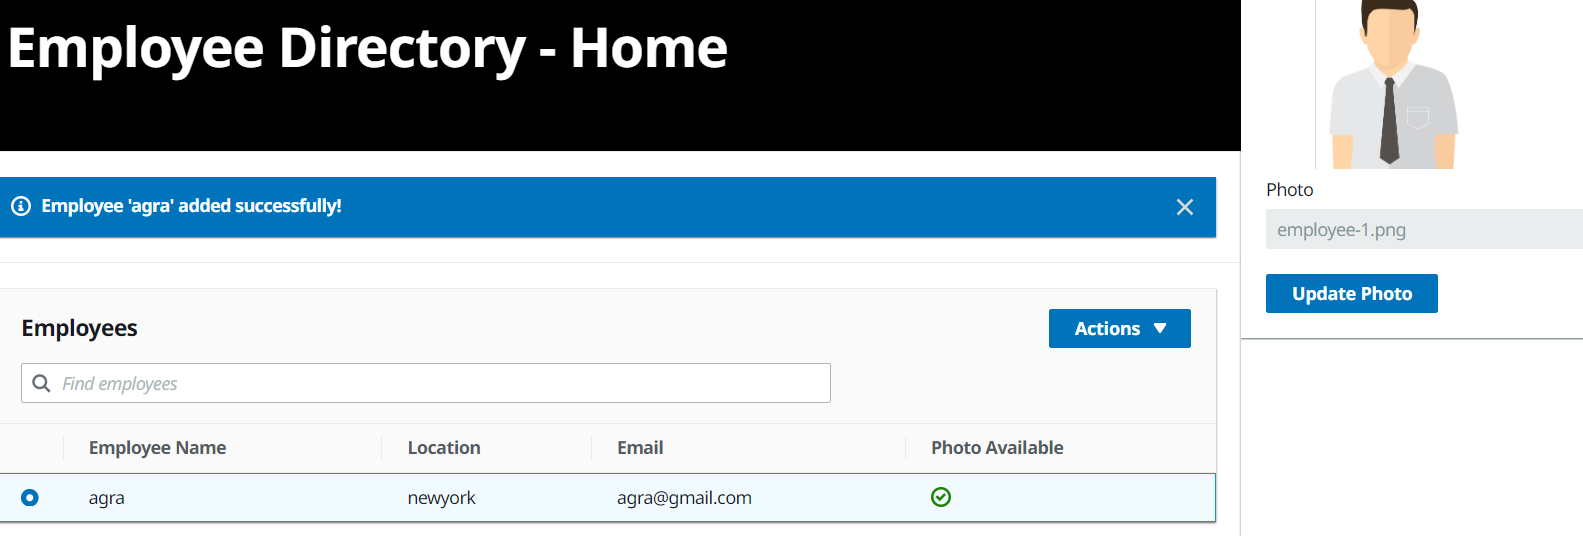 Employee Directory - Home
Employee 'agra' added successfully!
Employees
Actions
Find employees
Employee Name Location Email Photo Available
agra newyork agra@gmail.com
Photo
employee-1.png
Update Photo